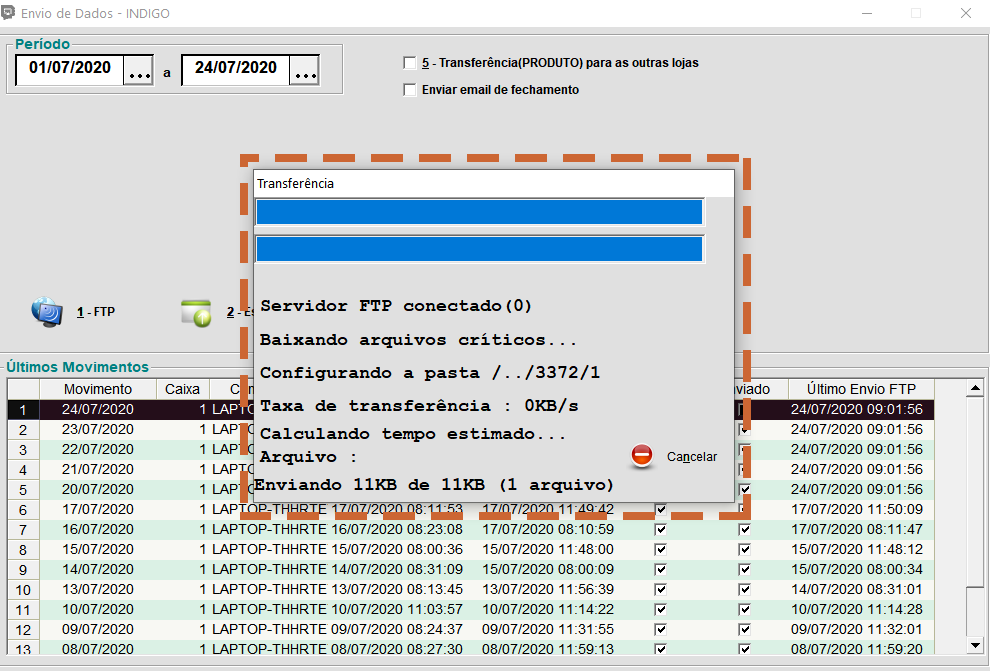 Envio de Dados - INDIGO
Período
01/07/2020 ... a 24/07/2020 ...
5 - Transferência(PRODUTO) para as outras lojas
Enviar email de fechamento
Transferência
Servidor FTP conectado(0)
Baixando arquivos críticos...
Configurando a pasta /../3372/1
Taxa de transferência : 0KB/s
Calculando tempo estimado...
Arquivo :
Enviando 11KB de 11KB (1 arquivo)
Cancelar
1 - FTP
2 -
Últimos Movimentos
Movimento Caixa Último Envio FTP
1 24/07/2020 1 24/07/2020 09:01:56
2 23/07/2020 1 24/07/2020 09:01:56
3 22/07/2020 1 24/07/2020 09:01:56
4 21/07/2020 1 24/07/2020 09:01:56
5 20/07/2020 1 24/07/2020 09:01:56
6 17/07/2020 1 LAPTOP-THHRTE 17/07/2020 08:11:53 17/07/2020 11:49:42 17/07/2020 11:50:09
7 16/07/2020 1 LAPTOP-THHRTE 16/07/2020 08:23:08 17/07/2020 08:10:59 17/07/2020 08:11:47
8 15/07/2020 1 LAPTOP-THHRTE 15/07/2020 08:00:36 15/07/2020 11:48:00 15/07/2020 11:48:12
9 14/07/2020 1 LAPTOP-THHRTE 14/07/2020 08:31:09 15/07/2020 08:00:09 15/07/2020 08:00:34
10 13/07/2020 1 LAPTOP-THHRTE 13/07/2020 08:13:45 13/07/2020 11:56:39 14/07/2020 08:31:01
11 10/07/2020 1 LAPTOP-THHRTE 10/07/2020 11:03:57 10/07/2020 11:14:22 10/07/2020 11:14:28
12 09/07/2020 1 LAPTOP-THHRTE 09/07/2020 08:24:37 09/07/2020 11:31:55 09/07/2020 11:32:01
13 08/07/2020 1 LAPTOP-THHRTE 08/07/2020 08:27:30 08/07/2020 11:59:13 08/07/2020 11:59:20